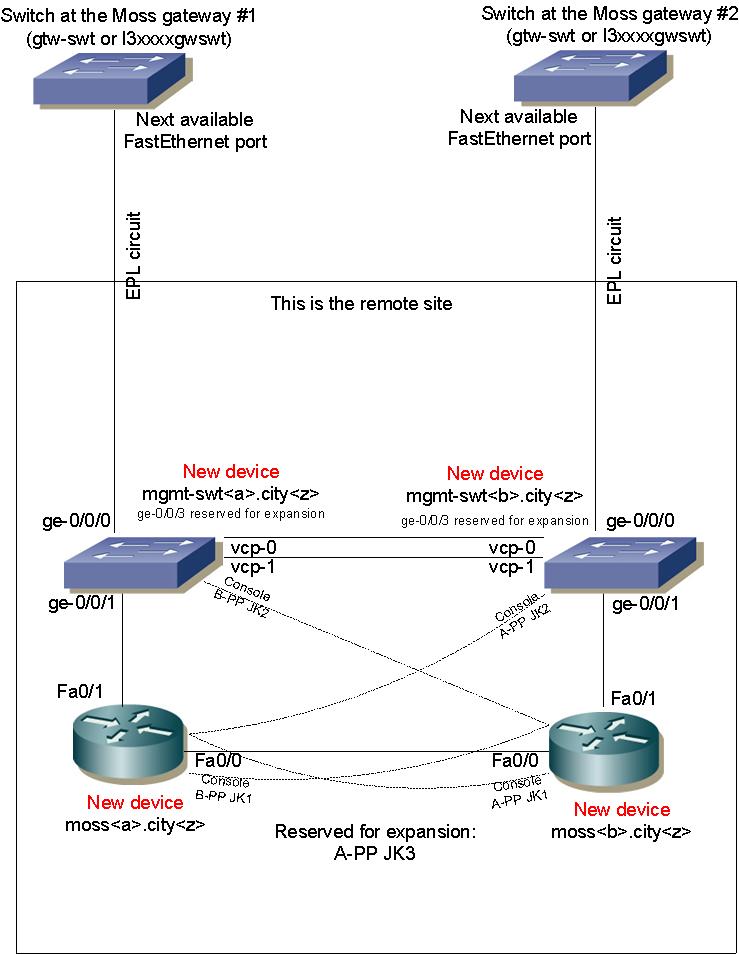 Switch at the Moss gateway #1
(gtw-swt or l3xxxxgwswt)
Switch at the Moss gateway #2
(gtw-swt or l3xxxxgwswt)
Next available
FastEthernet port
Next available
FastEthernet port
EPL circuit
EPL circuit
This is the remote site
New device
mgmt-swt<a>.city<z>
ge-0/0/3 reserved for expansion
New device
mgmt-swt<b>.city<z>
ge-0/0/3 reserved for expansion
ge-0/0/0
ge-0/0/0
vcp-0
vcp-1
vcp-0
vcp-1
ge-0/0/1
ge-0/0/1
Console
B-PP JK2
Console
A-PP JK2
Fa0/1
Fa0/1
Fa0/0
Fa0/0
Console
B-PP JK1
Console
A-PP JK1
New device
moss<a>.city<z>
New device
moss<b>.city<z>
Reserved for expansion:
A-PP JK3